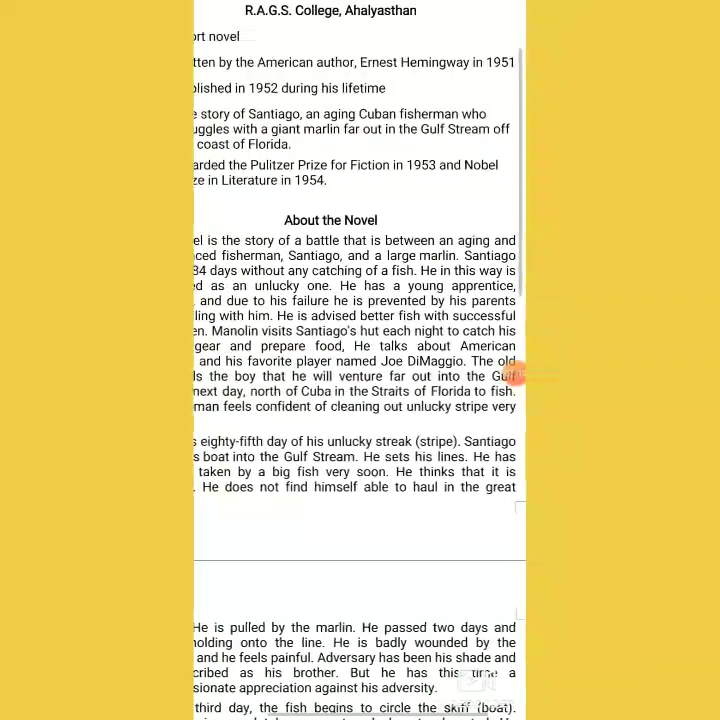 R.A.G.S. College, Ahalyasthan
ort novel
tten by the American author, Ernest Hemingway in 1951
blished in 1952 during his lifetime
e story of Santiago, an aging Cuban fisherman who
uggles with a giant marlin far out in the Gulf Stream off
coast of Florida.
arded the Pulitzer Prize for Fiction in 1953 and Nobel
ze in Literature in 1954.
About the Novel
el is the story of a battle that is between an aging and
nced fisherman, Santiago, and a large marlin. Santiago
84 days without any catching of a fish. He in this way is
ed as an unlucky one. He has a young apprentice,
, and due to his failure he is prevented by his parents
ling with him. He is advised better fish with successful
en. Manolin visits Santiago's hut each night to catch his
gear and prepare food, He talks about American
and his favorite player named Joe DiMaggio. The old
ls the boy that he will venture far out into the Gulf
next day, north of Cuba in the Straits of Florida to fish.
man feels confident of cleaning out unlucky stripe very
s eighty-fifth day of his unlucky streak (stripe). Santiago
s boat into the Gulf Stream. He sets his lines. He has
taken by a big fish very soon. He thinks that it is
. He does not find himself able to haul in the great
He is pulled by the marlin. He passed two days and
holding onto the line. He is badly wounded by the
and he feels painful. Adversary has been his shade and
cribed as his brother. But he has this time a
sionate appreciation against his adversity.
third day, the fish begins to circle the skiff (boat).